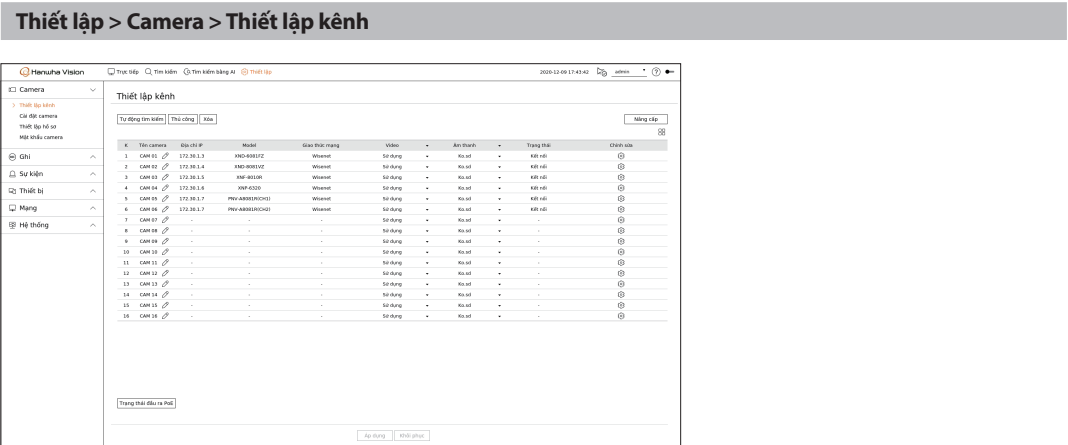 Thiết lập > Camera > Thiết lập kênh
Hanwha Vision Trực tiếp Tìm kiếm Tìm kiếm bằng AI Thiết lập 2020-12-09 17:43:42 admin ?
Camera
Thiết lập kênh
Cài đặt camera
Thiết lập hồ sơ
Mật khẩu camera
Ghi
Sự kiện
Thiết bị
Mạng
Hệ thống
Thiết lập kênh
Tự động tìm kiếm Thủ công Xóa Nâng cấp
K Tên camera Địa chỉ IP Model Giao thức mạng Video Âm thanh Trạng thái Chỉnh sửa
1 CAM 01 172.30.1.3 XND-6081FZ Wisenet Sử dụng Ko.sd Kết nối
2 CAM 02 172.30.1.4 XND-8081VZ Wisenet Sử dụng Ko.sd Kết nối
3 CAM 03 172.30.1.5 XNF-8010R Wisenet Sử dụng Ko.sd Kết nối
4 CAM 04 172.30.1.6 XNP-6320 Wisenet Sử dụng Ko.sd Kết nối
5 CAM 05 172.30.1.7 PNV-A8081R(CH1) Wisenet Sử dụng Ko.sd Kết nối
6 CAM 06 172.30.1.7 PNV-A8081R(CH2) Wisenet Sử dụng Ko.sd Kết nối
7 CAM 07 - - - Sử dụng Ko.sd -
8 CAM 08 - - - Sử dụng Ko.sd -
9 CAM 09 - - - Sử dụng Ko.sd -
10 CAM 10 - - - Sử dụng Ko.sd -
11 CAM 11 - - - Sử dụng Ko.sd -
12 CAM 12 - - - Sử dụng Ko.sd -
13 CAM 13 - - - Sử dụng Ko.sd -
14 CAM 14 - - - Sử dụng Ko.sd -
15 CAM 15 - - - Sử dụng Ko.sd -
16 CAM 16 - - - Sử dụng Ko.sd -
Trạng thái đầu ra PoE
Áp dụng Khôi phục